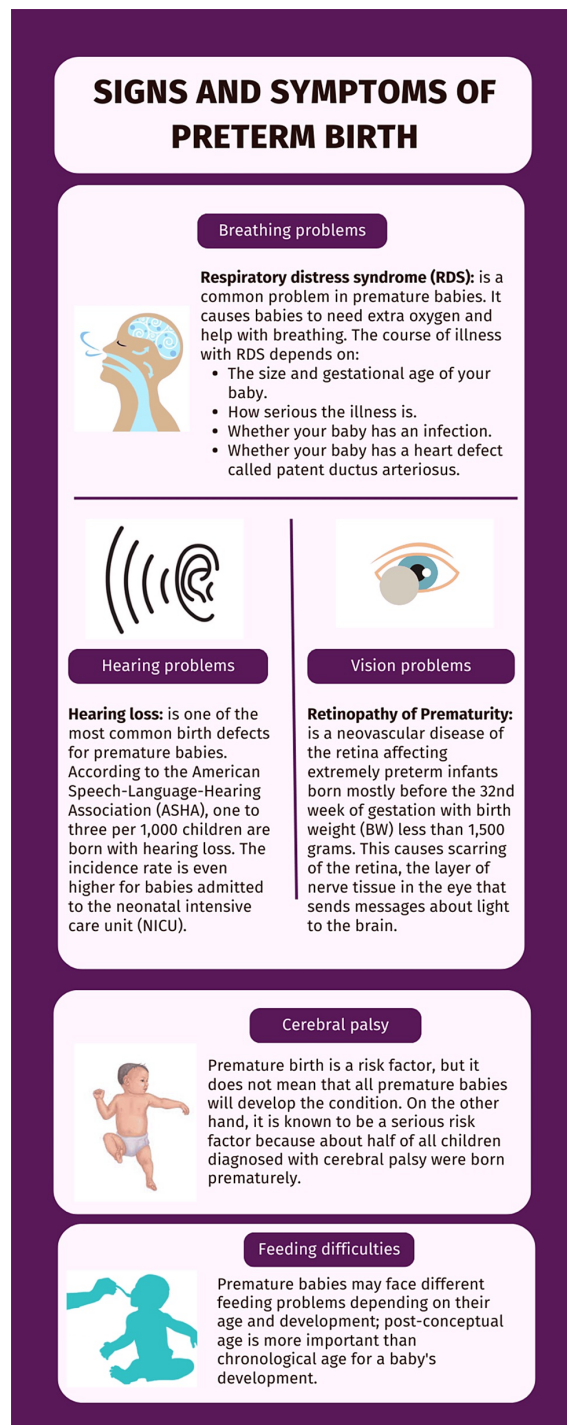 SIGNS AND SYMPTOMS OF
PRETERM BIRTH
Breathing problems
Respiratory distress syndrome (RDS): is a
common problem in premature babies. It
causes babies to need extra oxygen and
help with breathing. The course of illness
with RDS depends on:
• The size and gestational age of your
baby.
• How serious the illness is.
• Whether your baby has an infection.
• Whether your baby has a heart defect
called patent ductus arteriosus.
Hearing problems
Hearing loss: is one of the
most common birth defects
for premature babies.
According to the American
Speech-Language-Hearing
Association (ASHA), one to
three per 1,000 children are
born with hearing loss. The
incidence rate is even
higher for babies admitted
to the neonatal intensive
care unit (NICU).
Vision problems
Retinopathy of Prematurity:
is a neovascular disease of
the retina affecting
extremely preterm infants
born mostly before the 32nd
week of gestation with birth
weight (BW) less than 1,500
grams. This causes scarring
of the retina, the layer of
nerve tissue in the eye that
sends messages about light
to the brain.
Cerebral palsy
Premature birth is a risk factor, but it
does not mean that all premature babies
will develop the condition. On the other
hand, it is known to be a serious risk
factor because about half of all children
diagnosed with cerebral palsy were born
prematurely.
Feeding difficulties
Premature babies may face different
feeding problems depending on their
age and development; post-conceptual
age is more important than
chronological age for a baby's
development.